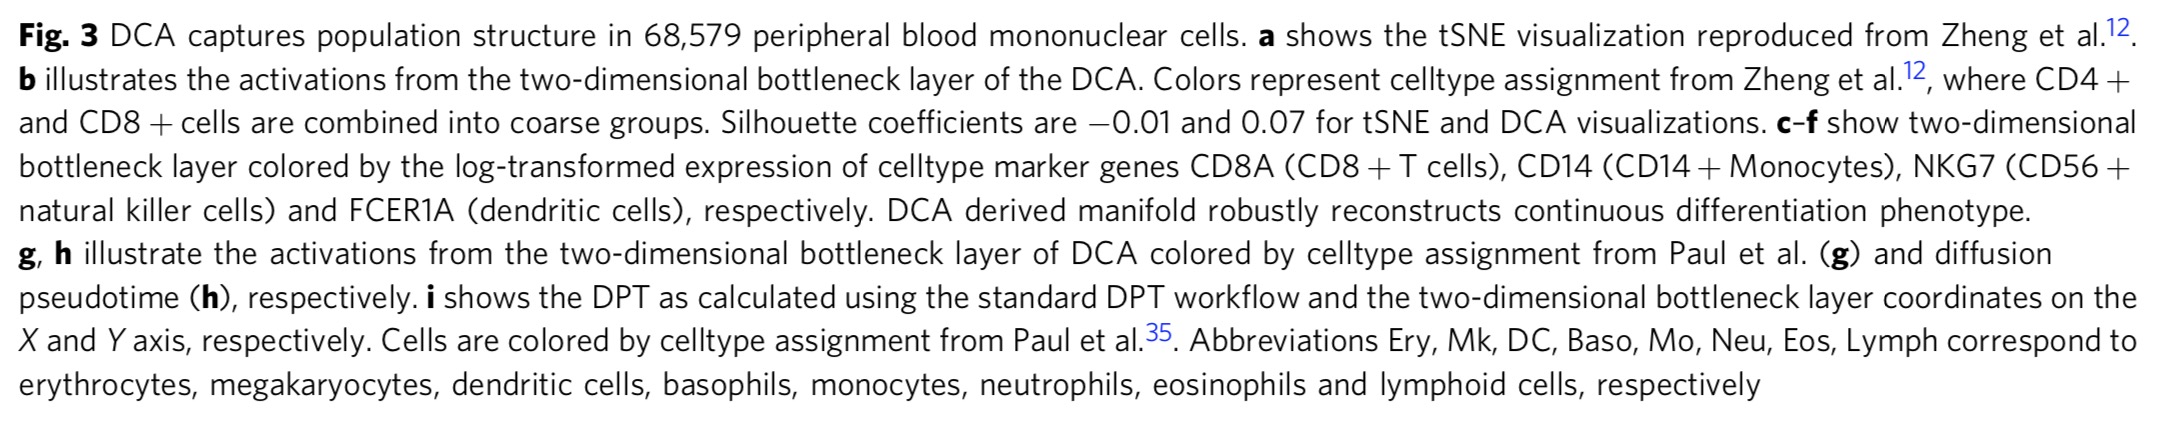 Fig. 3 DCA captures population structure in 68,579 peripheral blood mononuclear cells. a shows the tSNE visualization reproduced from Zheng et al.12.
b illustrates the activations from the two-dimensional bottleneck layer of the DCA. Colors represent celltype assignment from Zheng et al.12, where CD4 +
and CD8 + cells are combined into coarse groups. Silhouette coefficients are −0.01 and 0.07 for tSNE and DCA visualizations. c–f show two-dimensional
bottleneck layer colored by the log-transformed expression of celltype marker genes CD8A (CD8 + T cells), CD14 (CD14 + Monocytes), NKG7 (CD56 +
natural killer cells) and FCER1A (dendritic cells), respectively. DCA derived manifold robustly reconstructs continuous differentiation phenotype.
g, h illustrate the activations from the two-dimensional bottleneck layer of DCA colored by celltype assignment from Paul et al. (g) and diffusion
pseudotime (h), respectively. i shows the DPT as calculated using the standard DPT workflow and the two-dimensional bottleneck layer coordinates on the
X and Y axis, respectively. Cells are colored by celltype assignment from Paul et al.35. Abbreviations Ery, Mk, DC, Baso, Mo, Neu, Eos, Lymph correspond to
erythrocytes, megakaryocytes, dendritic cells, basophils, monocytes, neutrophils, eosinophils and lymphoid cells, respectively